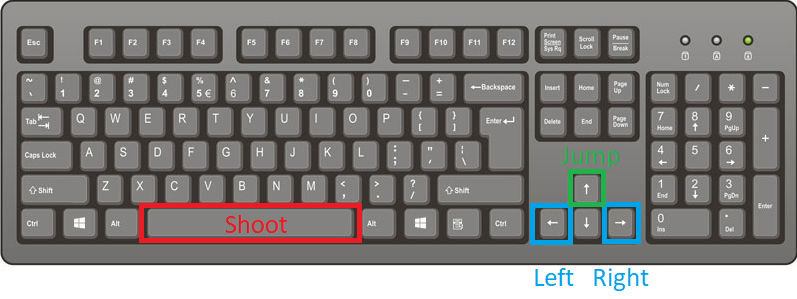 Esc F1 F2 F3 F4 F5 F6 F7 F8 F9 F10 F11 F12 Print Screen Sys Rq Scroll Lock Pause Break 1 A
~ ` ! 1 @ 2 # 3 $ 4 % 5 € ^ 6 & 7 * 8 ( 9 ) 0 – - + = ←Backspace Insert Home Page Up Num Lock / * –
Tab Q W E R T Y U I O P { [ } ] Enter Delete End Page Down 7 Home 8 ↑ 9 PgUp +
Caps Lock A S D F G H J K L : ; " , | \ Jump 4 ← 5 6 →
⇧Shift Z X C V B N M < , > . ? / ⇧Shift ↑ 1 End 2 ↓ 3 PgDn Enter
Ctrl Alt Shoot Alt Ctrl ← ↓ → 0 Ins • Del
Left Right